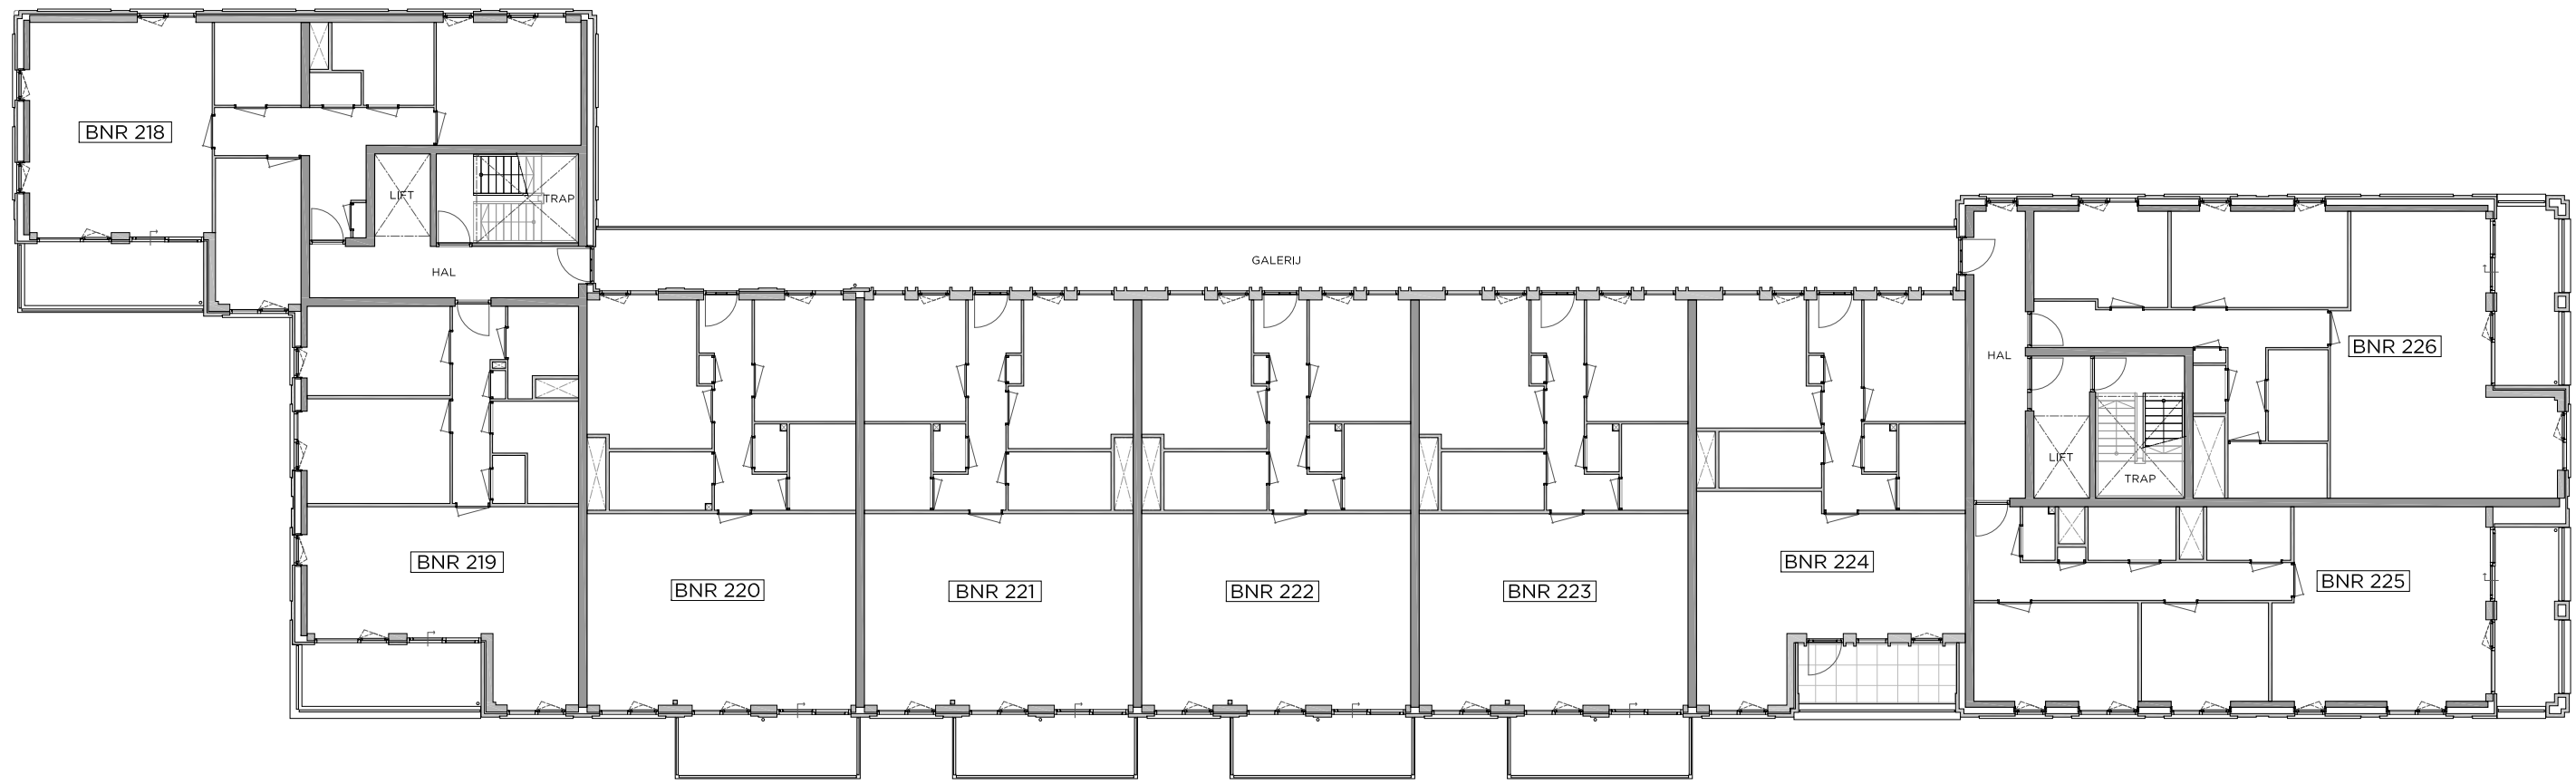 BNR 218
LIFT
TRAP
HAL
GALERIJ
HAL
BNR 226
LIFT
TRAP
BNR 219
BNR 220
BNR 221
BNR 222
BNR 223
BNR 224
BNR 225